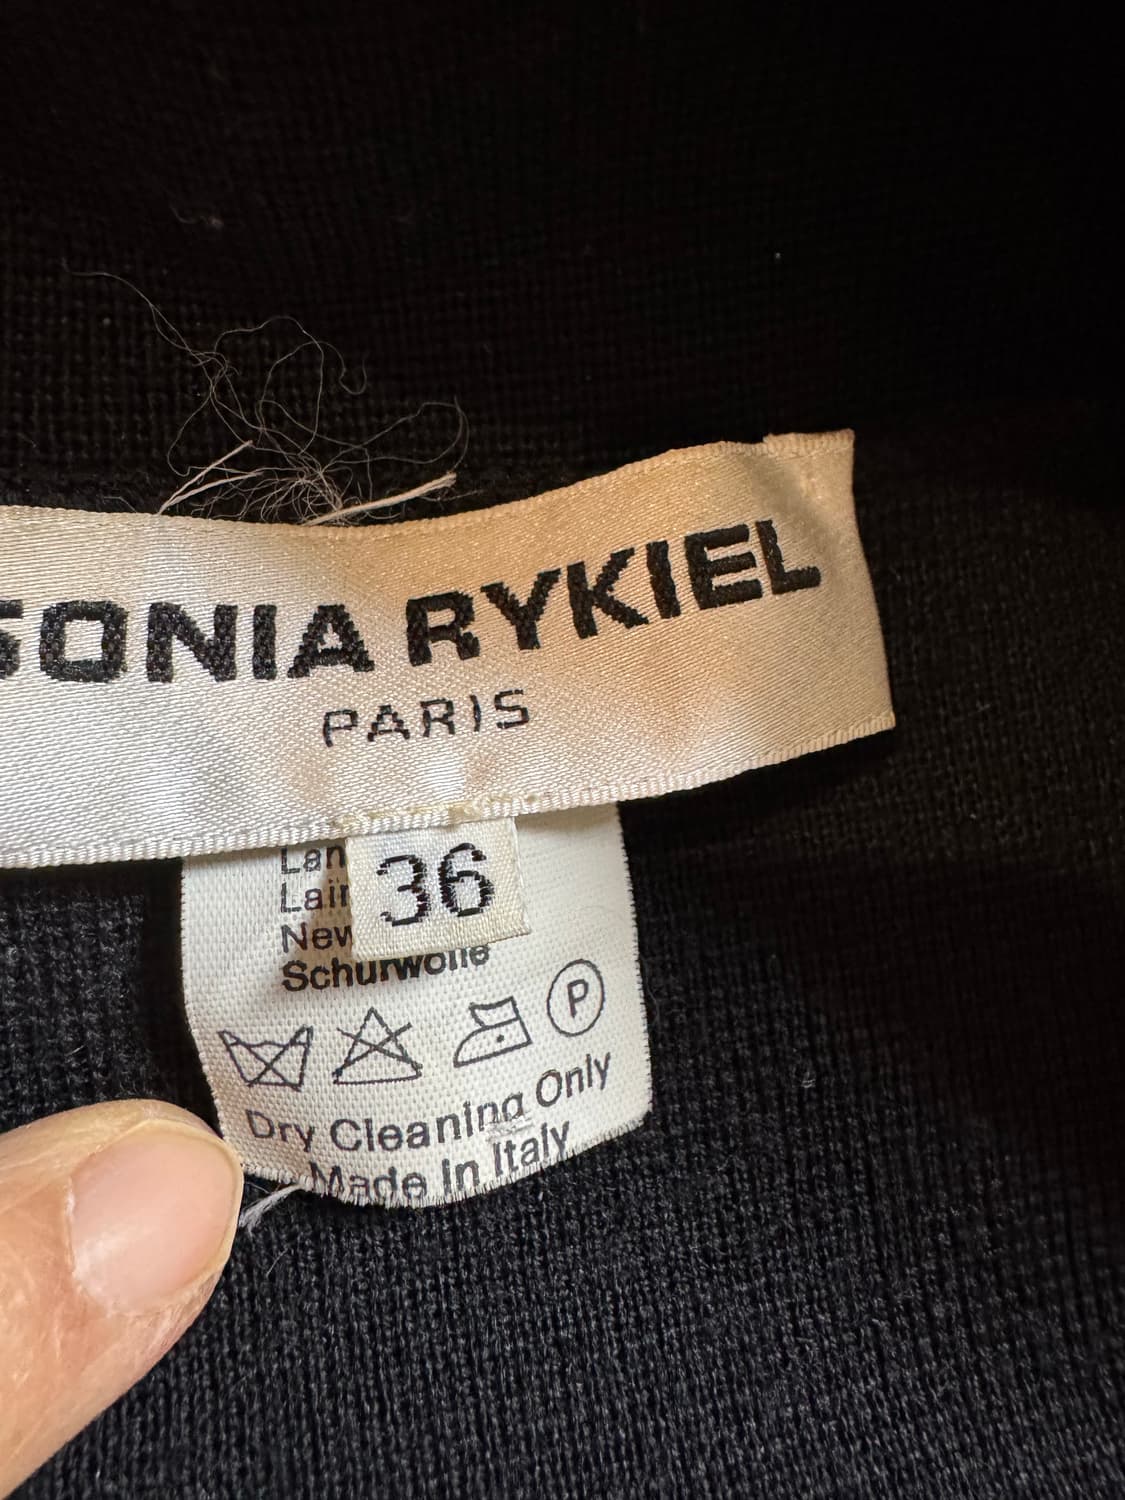 SONIA RYKIEL
PARIS
36
Schurwolle
P
Dry Cleaning Only
Made In Italy